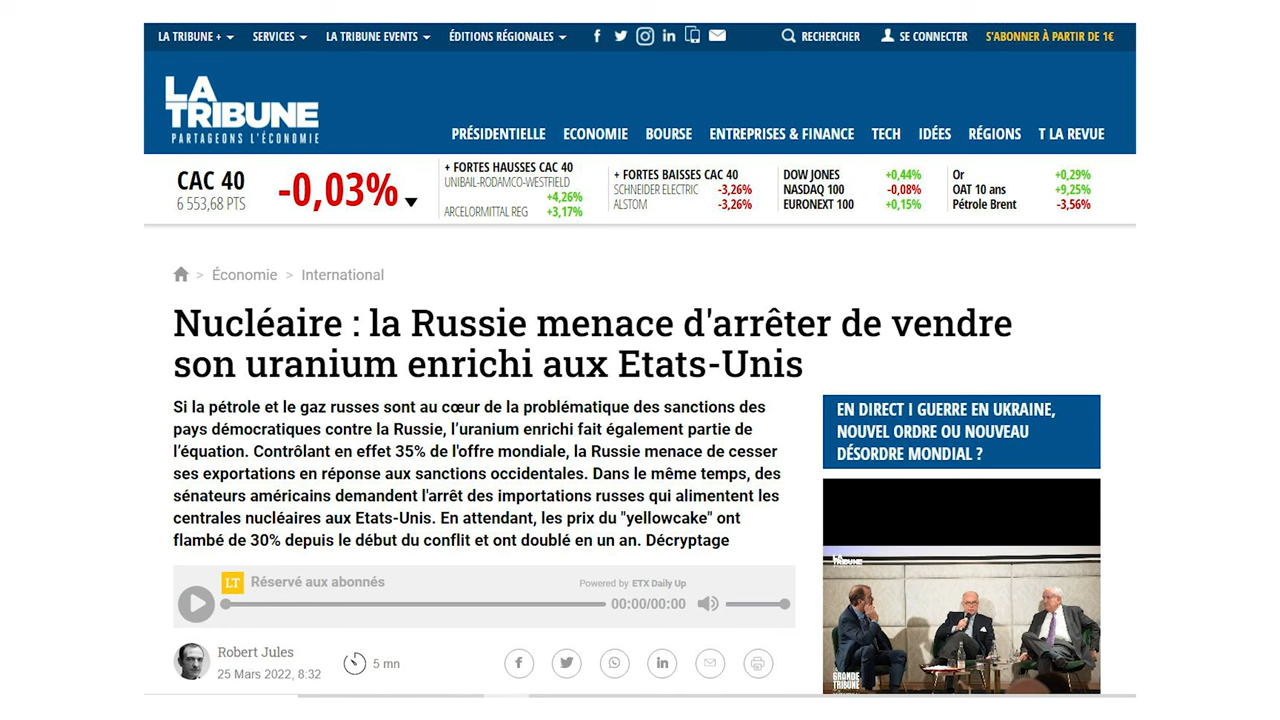 LA TRIBUNE + SERVICES LA TRIBUNE EVENTS ÉDITIONS RÉGIONALES RECHERCHER SE CONNECTER S'ABONNER À PARTIR DE 1€
LA
TRIBUNE
PARTAGEONS L'ÉCONOMIE
PRÉSIDENTIELLE ECONOMIE BOURSE ENTREPRISES & FINANCE TECH IDÉES RÉGIONS T LA REVUE
CAC 40
6 553,68 PTS
-0,03%
+ FORTES HAUSSES CAC 40
UNIBAIL-RODAMCO-WESTFIELD
+4,26%
ARCELORMITTAL REG +3,17%
+ FORTES BAISSES CAC 40
SCHNEIDER ELECTRIC -3,26%
ALSTOM -3,26%
DOW JONES +0,44%
NASDAQ 100 -0,08%
EURONEXT 100 +0,15%
Or +0,29%
OAT 10 ans +9,25%
Pétrole Brent -3,56%
> Économie > International
Nucléaire : la Russie menace d'arrêter de vendre
son uranium enrichi aux Etats-Unis
Si la pétrole et le gaz russes sont au cœur de la problématique des sanctions des
pays démocratiques contre la Russie, l'uranium enrichi fait également partie de
l'équation. Contrôlant en effet 35% de l'offre mondiale, la Russie menace de cesser
ses exportations en réponse aux sanctions occidentales. Dans le même temps, des
sénateurs américains demandent l'arrêt des importations russes qui alimentent les
centrales nucléaires aux Etats-Unis. En attendant, les prix du "yellowcake" ont
flambé de 30% depuis le début du conflit et ont doublé en un an. Décryptage
LT Réservé aux abonnés Powered by ETX Daily Up
00:00/00:00
Robert Jules
25 Mars 2022, 8:32
5 mn
EN DIRECT I GUERRE EN UKRAINE,
NOUVEL ORDRE OU NOUVEAU
DÉSORDRE MONDIAL ?
LA
TRIBUNE
GRANDE
TRIBUNE